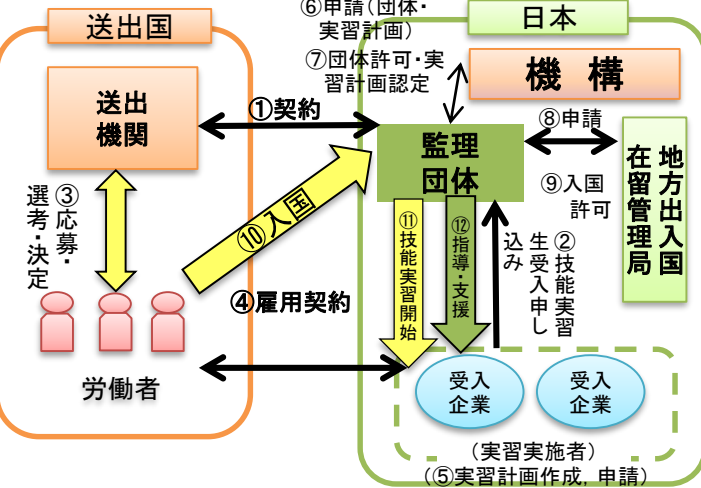 送出国
送出
機関
①契約
③応募・
選考・決定
労働者
⑩入国
④雇用契約
⑥申請（団体・
実習計画）
⑦団体許可・実
習計画認定
日本
機　構
監理
団体
⑧申請
⑨入国
許可
地方出入国
在留管理局
⑪技能実習開始
⑫指導・支援
②技能実習
生受入申し
込み
受入
企業
受入
企業
（実習実施者）
（⑤実習計画作成，申請）